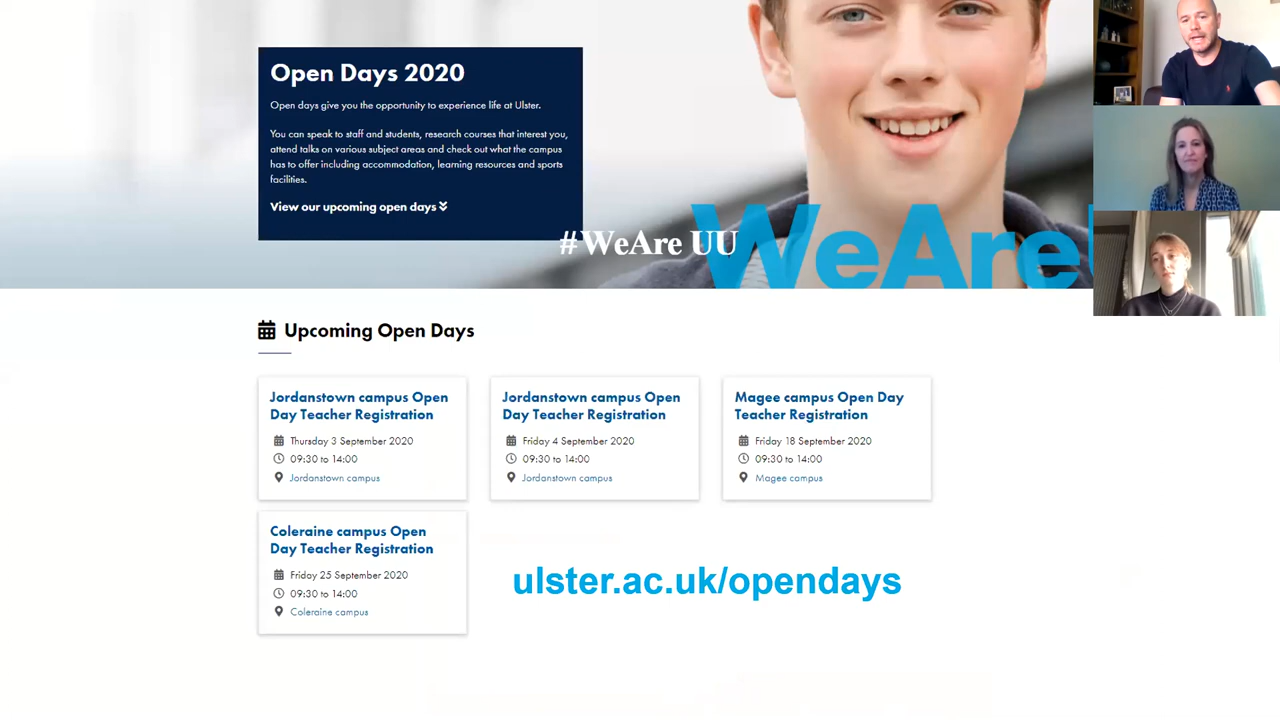 Open Days 2020
Open days give you the opportunity to experience life at Ulster.
You can speak to staff and students, research courses that interest you,
attend talks on various subject areas and check out what the campus
has to offer including accommodation, learning resources and sports
facilities.
View our upcoming open days
#WeAre UU
WeAre
Upcoming Open Days
Jordanstown campus Open
Day Teacher Registration
Thursday 3 September 2020
09:30 to 14:00
Jordanstown campus
Jordanstown campus Open
Day Teacher Registration
Friday 4 September 2020
09:30 to 14:00
Jordanstown campus
Magee campus Open Day
Teacher Registration
Friday 18 September 2020
09:30 to 14:00
Magee campus
Coleraine campus Open
Day Teacher Registration
Friday 25 September 2020
09:30 to 14:00
Coleraine campus
ulster.ac.uk/opendays